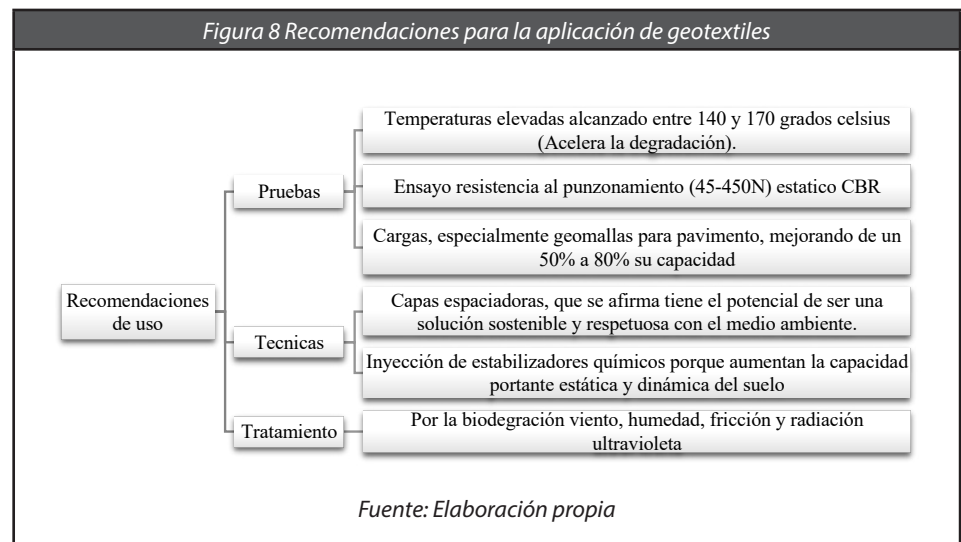 Figura 8 Recomendaciones para la aplicación de geotextiles
Recomendaciones
de uso
Pruebas
Temperaturas elevadas alcanzado entre 140 y 170 grados celsius
(Acelera la degradación).
Ensayo resistencia al punzonamiento (45-450N) estatico CBR
Cargas, especialmente geomallas para pavimento, mejorando de un
50% a 80% su capacidad
Tecnicas
Capas espaciadoras, que se afirma tiene el potencial de ser una
solución sostenible y respetuosa con el medio ambiente.
Inyección de estabilizadores químicos porque aumentan la capacidad
portante estática y dinámica del suelo
Tratamiento
Por la biodegración viento, humedad, fricción y radiación
ultravioleta
Fuente: Elaboración propia